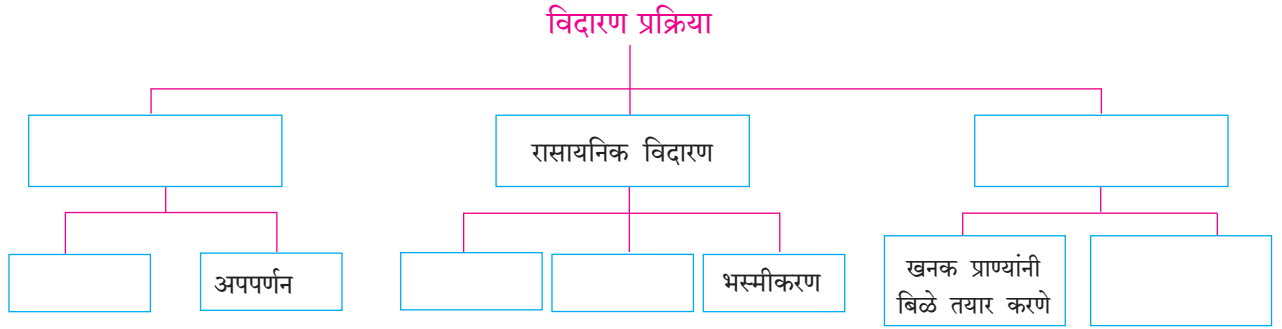 विदारण प्रक्रिया
रासायनिक विदारण
अपपर्णन
भस्मीकरण
खनक प्राण्यांनी
बिळे तयार करणे